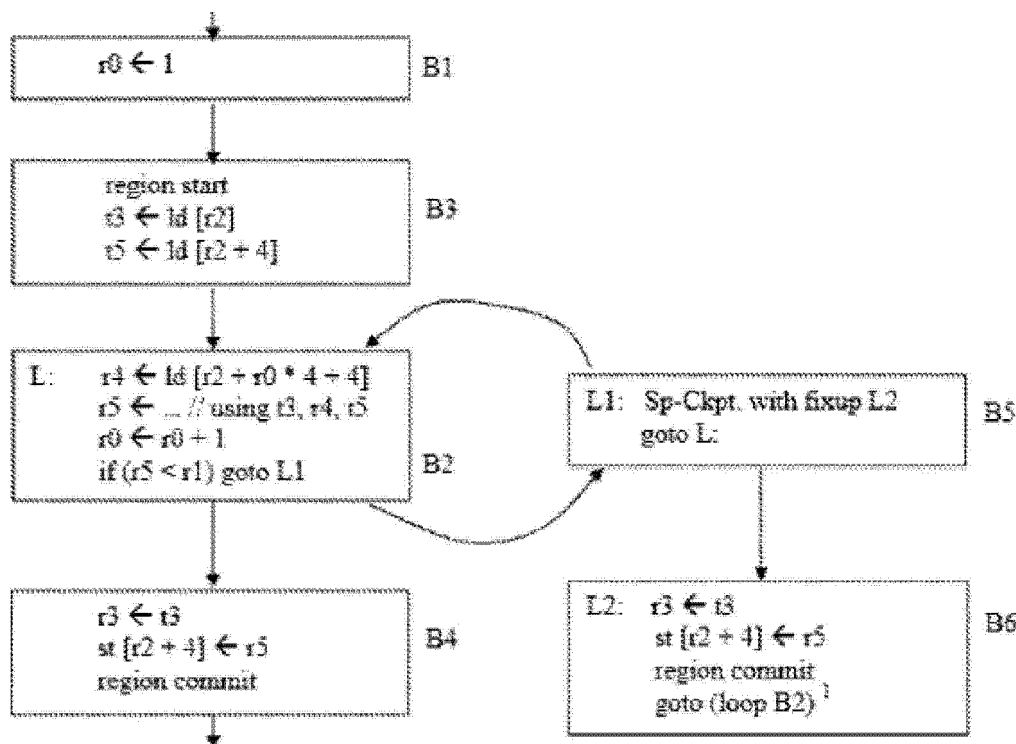 r0 ← 1
B1
region start
t3 ← ld [r2]
t5 ← ld [r2 + 4]
B3
L: r4 ← ld [r2 + r0 * 4 + 4]
r5 ← ... // using t3, r4, t5
r0 ← r0 + 1
if (r5 < r1) goto L1
B2
L1: Sp-Ckpt. with fixup L2
goto L:
B5
r3 ← t3
st [r2 + 4] ← r5
region commit
B4
L2: r3 ← t3
st [r2 + 4] ← r5
region commit
goto (loop B2) 1
B6